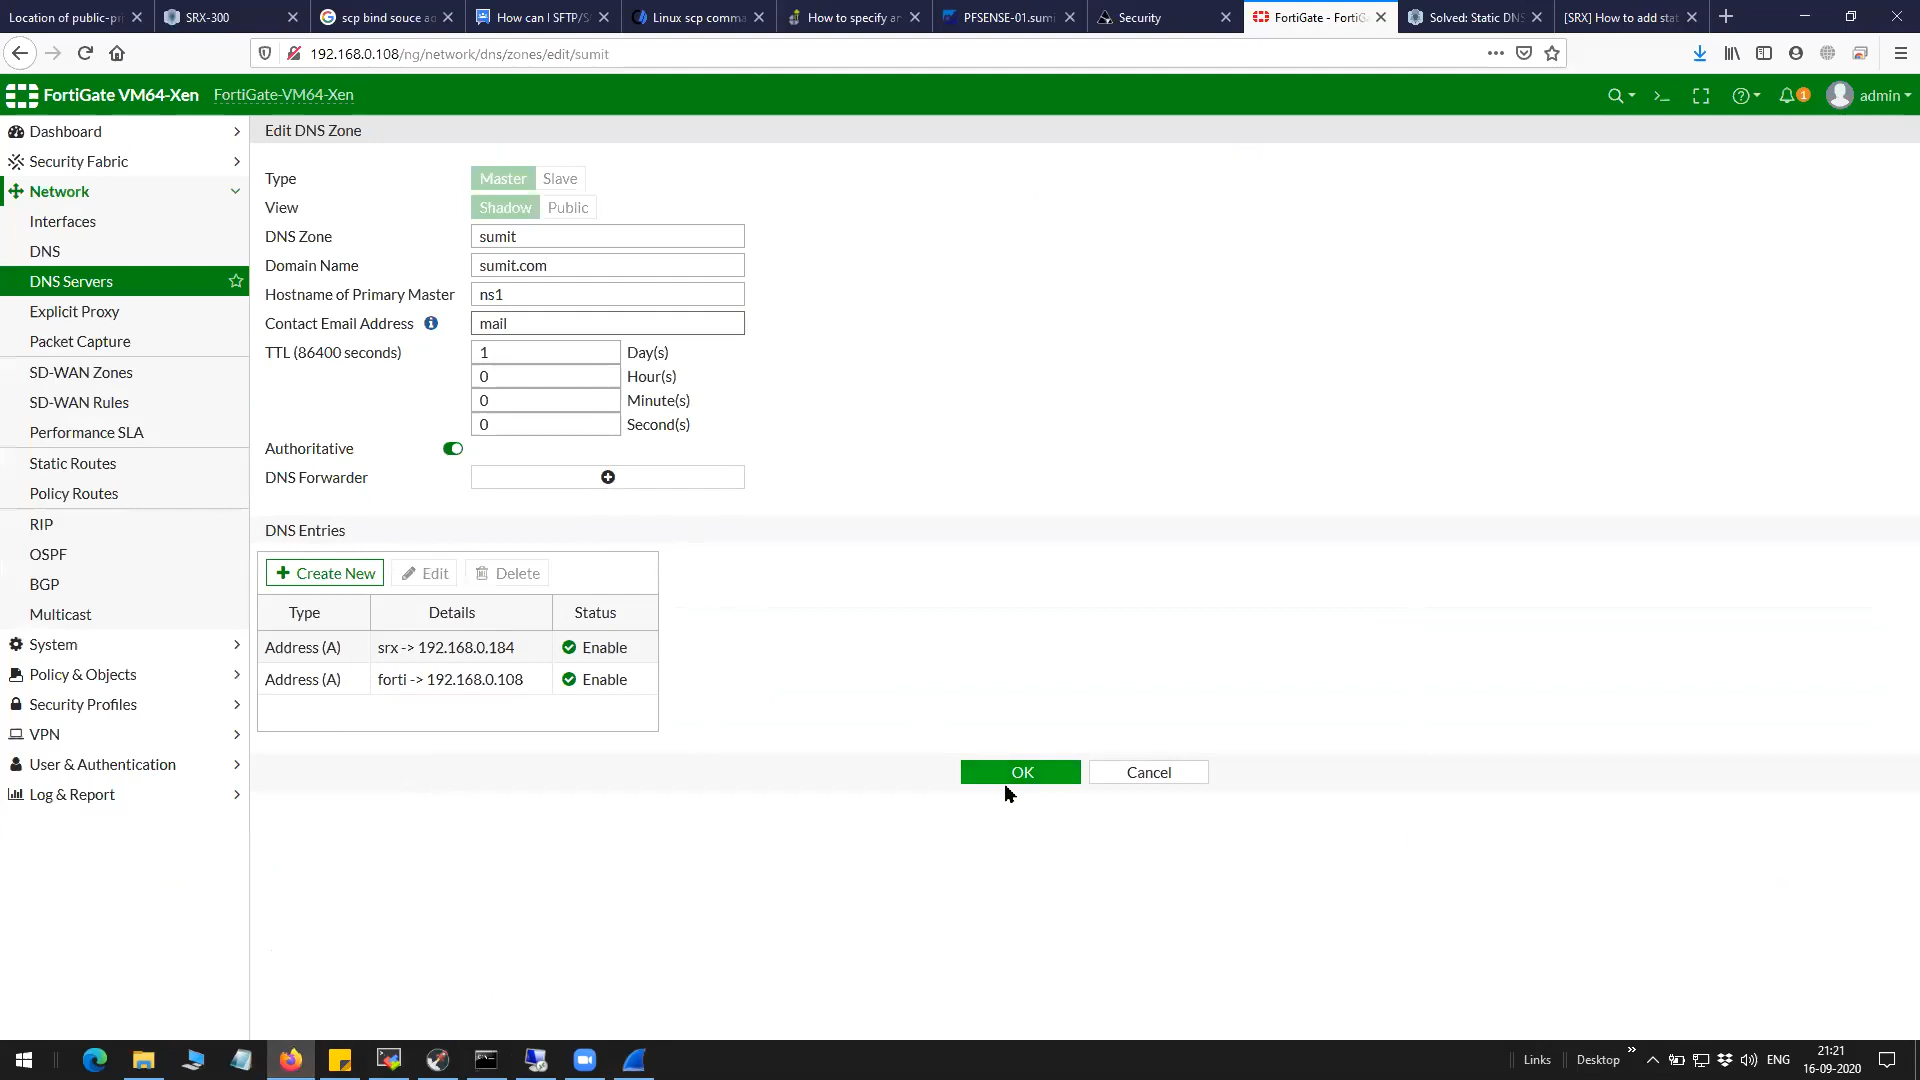 Location of public-pri
SRX-300
scp bind souce ad
How can I SFTP/S
Linux scp comma
How to specify an
PFSENSE-01.sumi
Security
FortiGate - FortiGa
Solved: Static DNS
[SRX] How to add stat
192.168.0.108/ng/network/dns/zones/edit/sumit
FortiGate VM64-Xen
FortiGate-VM64-Xen
1
admin
Dashboard
Security Fabric
Network
Interfaces
DNS
DNS Servers
Explicit Proxy
Packet Capture
SD-WAN Zones
SD-WAN Rules
Performance SLA
Static Routes
Policy Routes
RIP
OSPF
BGP
Multicast
System
Policy & Objects
Security Profiles
VPN
User & Authentication
Log & Report
Edit DNS Zone
Type Master Slave
View Shadow Public
DNS Zone sumit
Domain Name sumit.com
Hostname of Primary Master ns1
Contact Email Address mail
TTL (86400 seconds) 1 Day(s)
0 Hour(s)
0 Minute(s)
0 Second(s)
Authoritative
DNS Forwarder
DNS Entries
Create New Edit Delete
Type Details Status
Address (A) srx -> 192.168.0.184 Enable
Address (A) forti -> 192.168.0.108 Enable
OK Cancel
Links
Desktop
ENG
21:21
16-09-2020